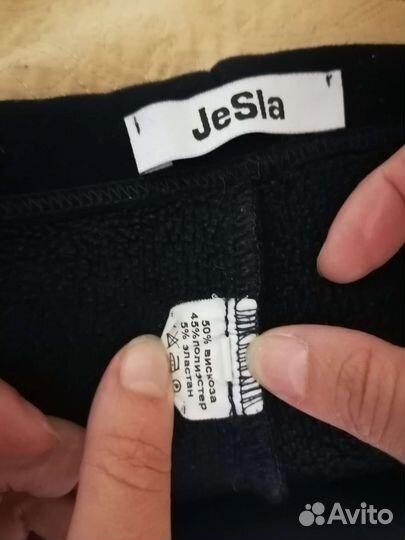 JeSla
50% вискоза
45% полиэстер
5% эластан
Avito